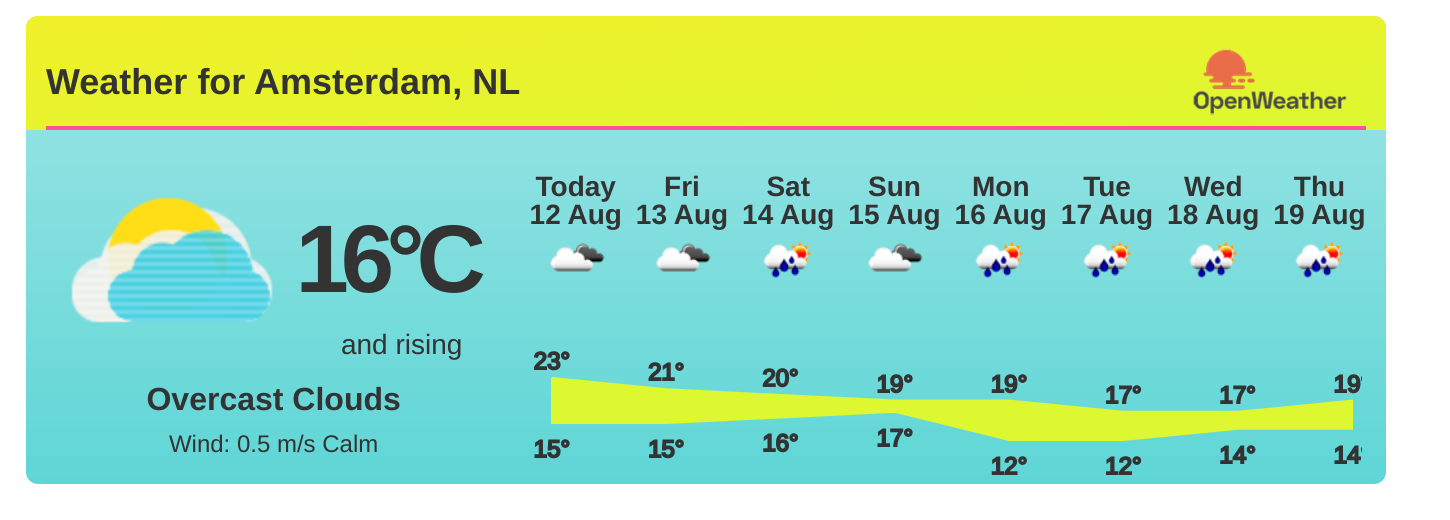 Weather for Amsterdam, NL
OpenWeather
Today Fri Sat Sun Mon Tue Wed Thu
12 Aug 13 Aug 14 Aug 15 Aug 16 Aug 17 Aug 18 Aug 19 Aug
16°C
and rising
Overcast Clouds
Wind: 0.5 m/s Calm
23° 21° 20° 19° 19° 17° 17° 19°
15° 15° 16° 17° 12° 12° 14° 14°